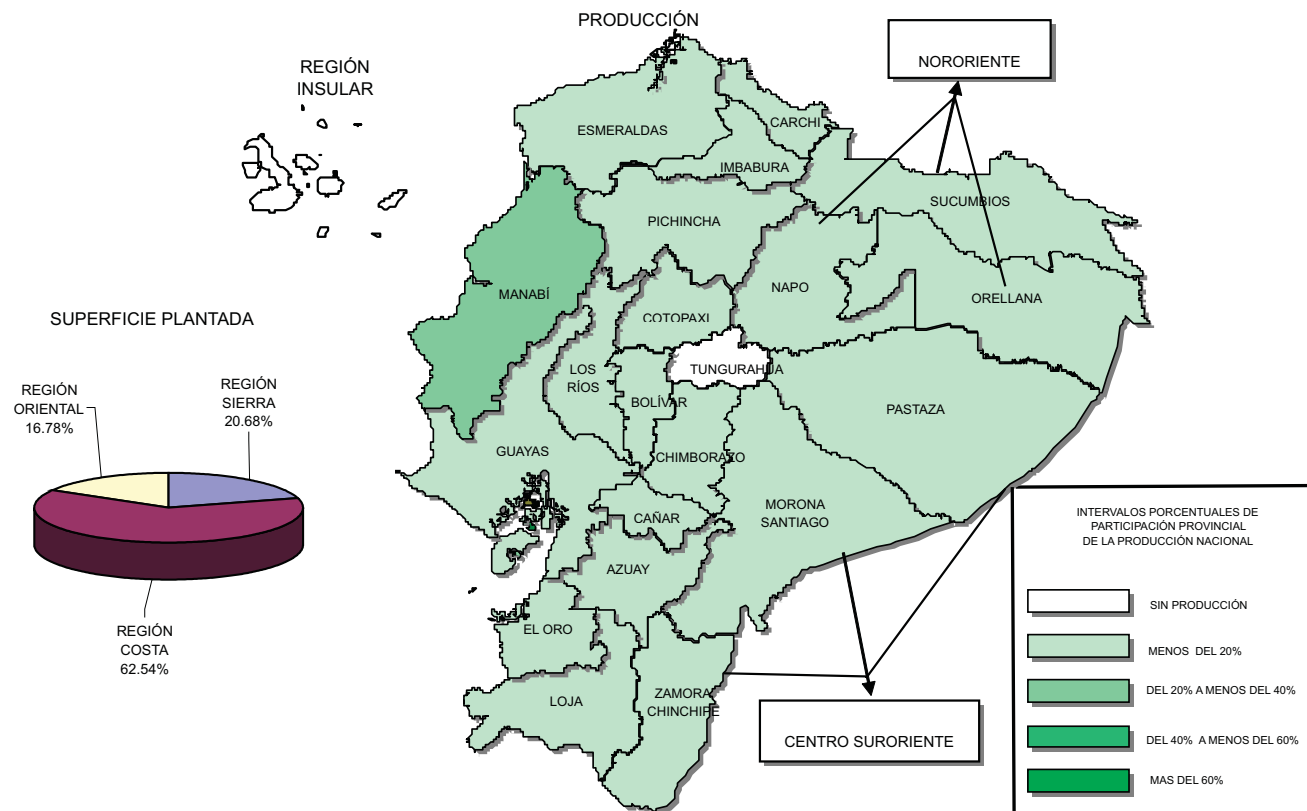 PRODUCCIÓN
REGIÓN
INSULAR
NORORIENTE
ESMERALDAS
CARCHI
IMBABURA
SUCUMBIOS
PICHINCHA
MANABÍ
NAPO
ORELLANA
COTOPAXI
TUNGURAHUA
LOS
RÍOS
BOLÍVAR
PASTAZA
GUAYAS
CHIMBORAZO
MORONA
SANTIAGO
CAÑAR
AZUAY
EL ORO
LOJA
ZAMORA
CHINCHIPE
CENTRO SURORIENTE
SUPERFICIE PLANTADA
REGIÓN
ORIENTAL
16.78%
REGIÓN
SIERRA
20.68%
REGIÓN
COSTA
62.54%
INTERVALOS PORCENTUALES DE
PARTICIPACIÓN PROVINCIAL
DE LA PRODUCCIÓN NACIONAL
SIN PRODUCCIÓN
MENOS DEL 20%
DEL 20% A MENOS DEL 40%
DEL 40% A MENOS DEL 60%
MAS DEL 60%